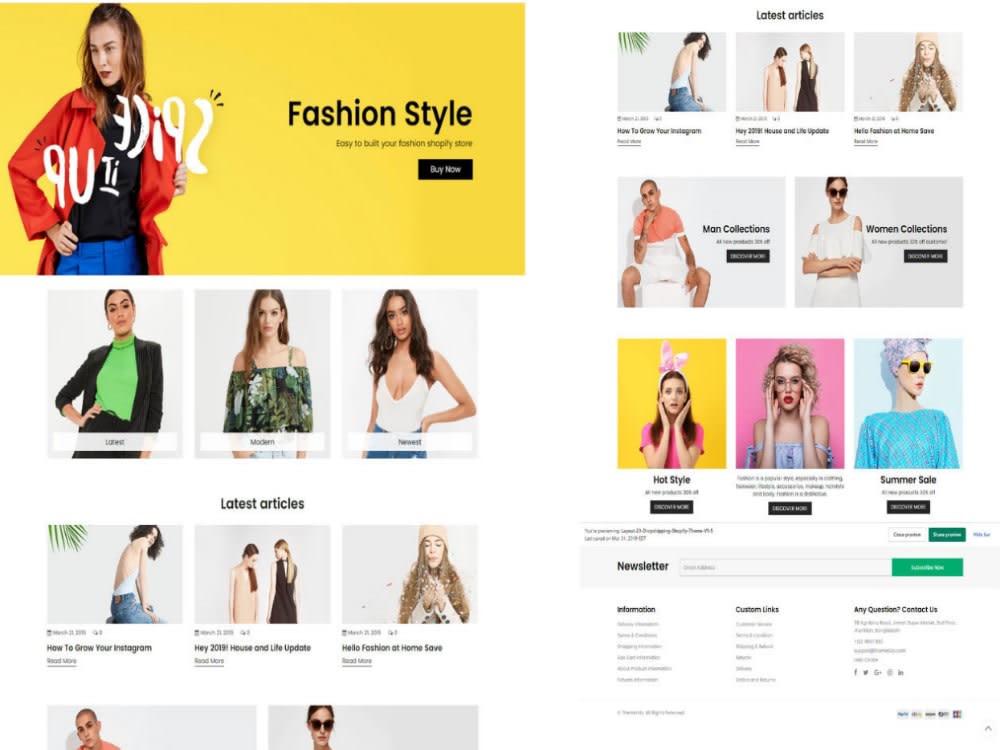 SPiCE
iT UP
Fashion Style
Easy to built your fashion shopify store
Buy Now
Latest
Modern
Newest
Latest articles
March 21, 2019 0
March 21, 2019 0
March 21, 2019 0
How To Grow Your Instagram
Hey 2019! House and Life Update
Hello Fashion at Home Save
Read More
Read More
Read More
Latest articles
March 21, 2019 0
March 21, 2019 0
March 21, 2019 0
How To Grow Your Instagram
Hey 2019! House and Life Update
Hello Fashion at Home Save
Read More
Read More
Read More
Man Collections
All new products 30% off
DISCOVER MORE
Women Collections
All new products 32% off customer
DISCOVER MORE
Hot Style
All new products 30% off
DISCOVER MORE
Fashion is a popular style, especially in clothing,
footwear, lifestyle, accessories, makeup, hairstyle
and body. Fashion is a distinctive.
DISCOVER MORE
Summer Sale
All new products 32% off
DISCOVER MORE
You're previewing: Layout-20-Dropshipping-Shopify-Theme-V1-5
Last saved on Mar 31, 2019 EDT
Close preview
Share preview
Hide bar
Newsletter
Email Address
Subscribe Now
Information
Delivery Information
Terms & Conditions
Shopping Information
Size Cart Information
About Product Information
Refunds Information
Custom Links
Customer Service
Terms & Condition
Shipping & Refund
Returns
Delivery
Orders and Returns
Any Question? Contact Us
All Rights Reserved
PayPal